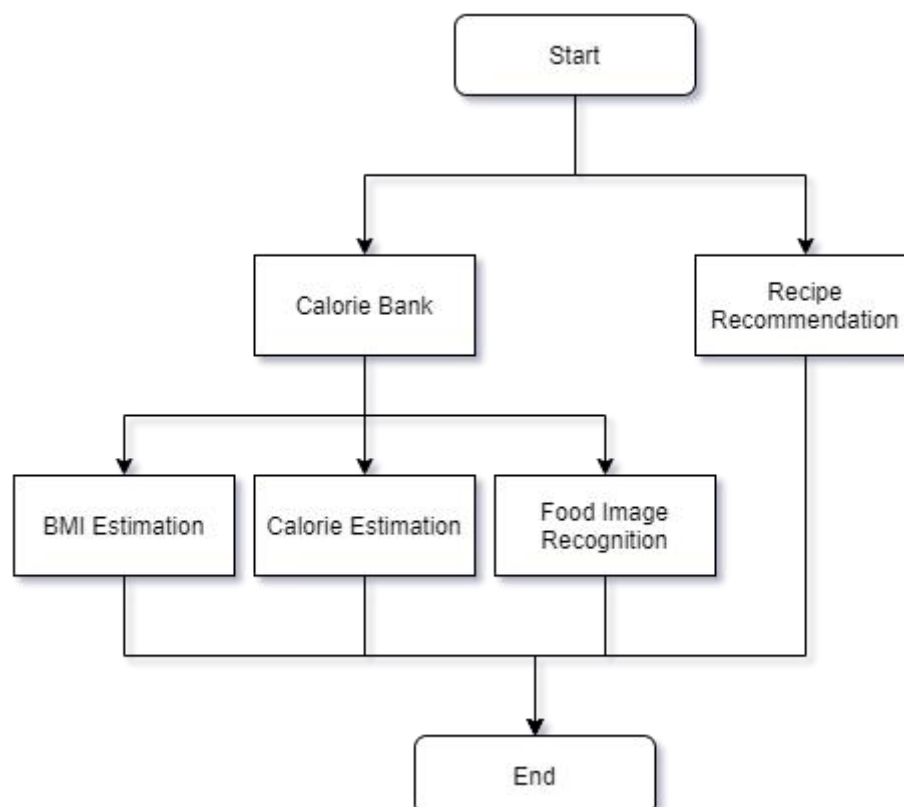 Start
Calorie Bank
Recipe
Recommendation
BMI Estimation
Calorie Estimation
Food Image
Recognition
End